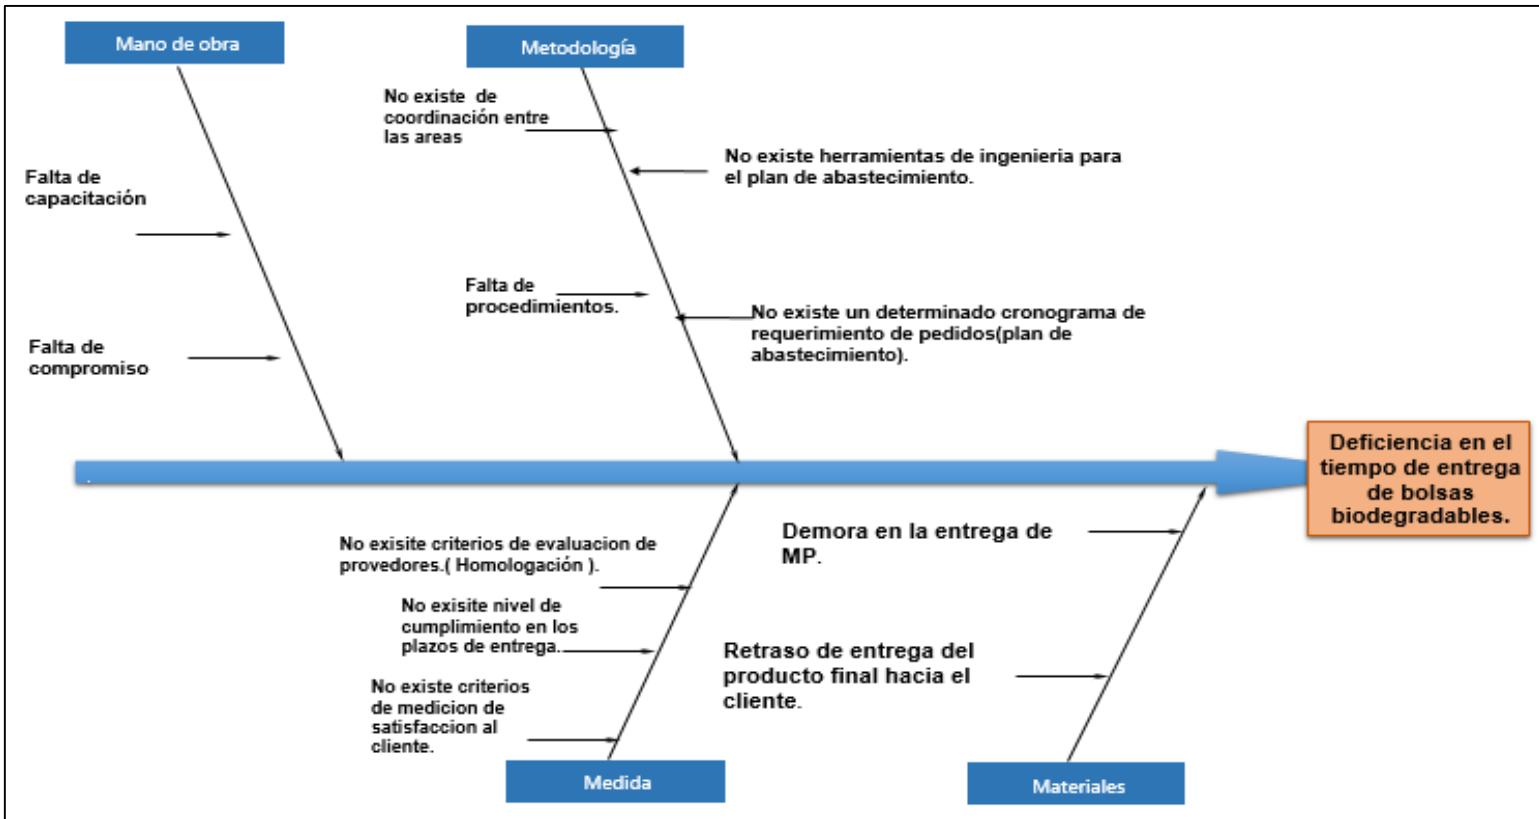 Mano de obra
Metodología
No existe de
coordinación entre
las areas
No existe herramientas de ingenieria para
el plan de abastecimiento.
Falta de
capacitación
Falta de
procedimientos.
No existe un determinado cronograma de
requerimiento de pedidos(plan de
abastecimiento).
Falta de
compromiso
Deficiencia en el
tiempo de entrega
de bolsas
biodegradables.
No exisite criterios de evaluacion de
provedores.( Homologación ).
No exisite nivel de
cumplimiento en los
plazos de entrega.
No existe criterios
de medicion de
satisfaccion al
cliente.
Demora en la entrega de
MP.
Retraso de entrega del
producto final hacia el
cliente.
Medida
Materiales